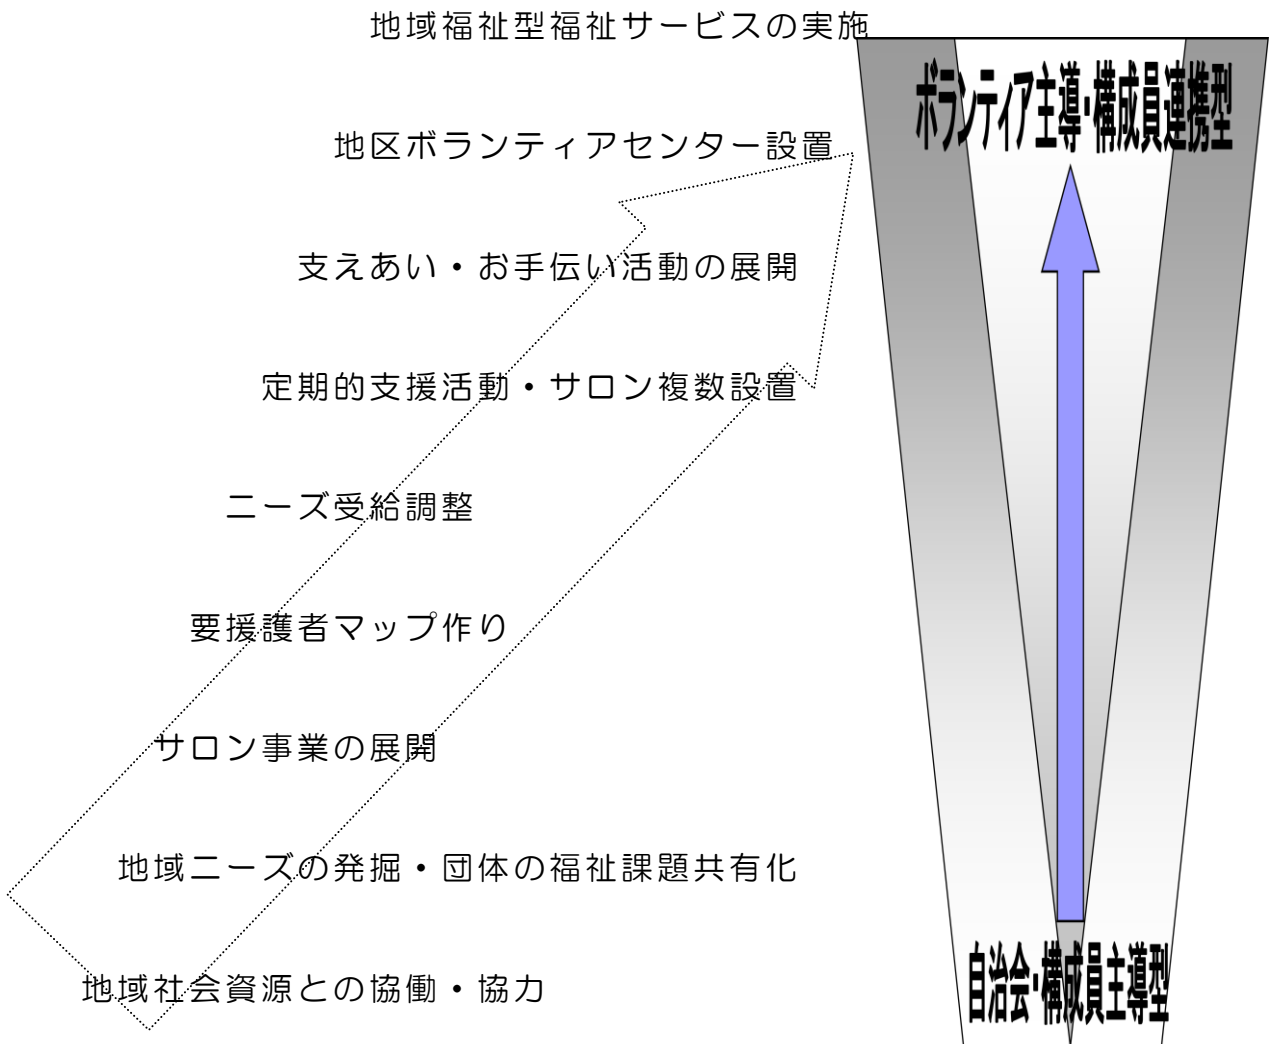 地域福祉型福祉サービスの実施
地区ボランティアセンター設置
支えあい・お手伝い活動の展開
定期的支援活動・サロン複数設置
ニーズ受給調整
要援護者マップ作り
サロン事業の展開
地域ニーズの発掘・団体の福祉課題共有化
地域社会資源との協働・協力
ボランティア主導・構成員連携型
自治会・構成員主導型